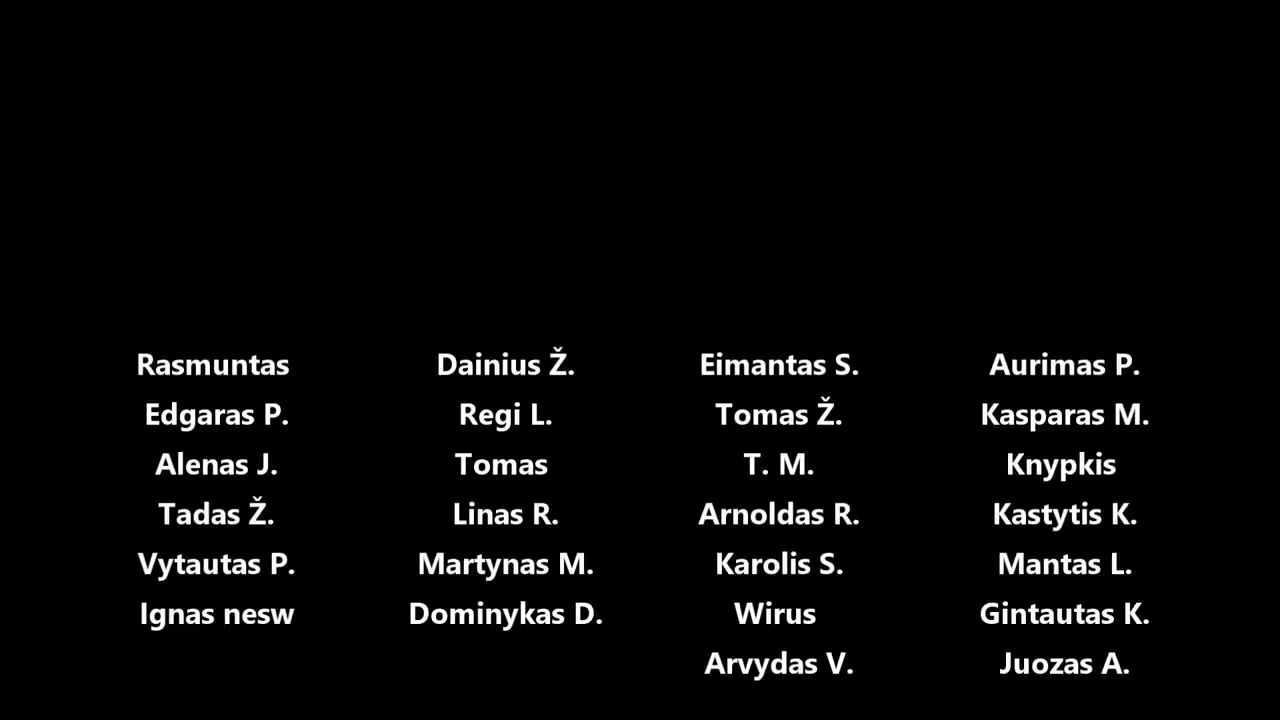 Rasmuntas Dainius Ž. Eimantas S. Aurimas P.
Edgaras P. Regi L. Tomas Ž. Kasparas M.
Alenas J. Tomas T. M. Knypkis
Tadas Ž. Linas R. Arnoldas R. Kastytis K.
Vytautas P. Martynas M. Karolis S. Mantas L.
Ignas nesw Dominykas D. Wirus Gintautas K.
Arvydas V. Juozas A.